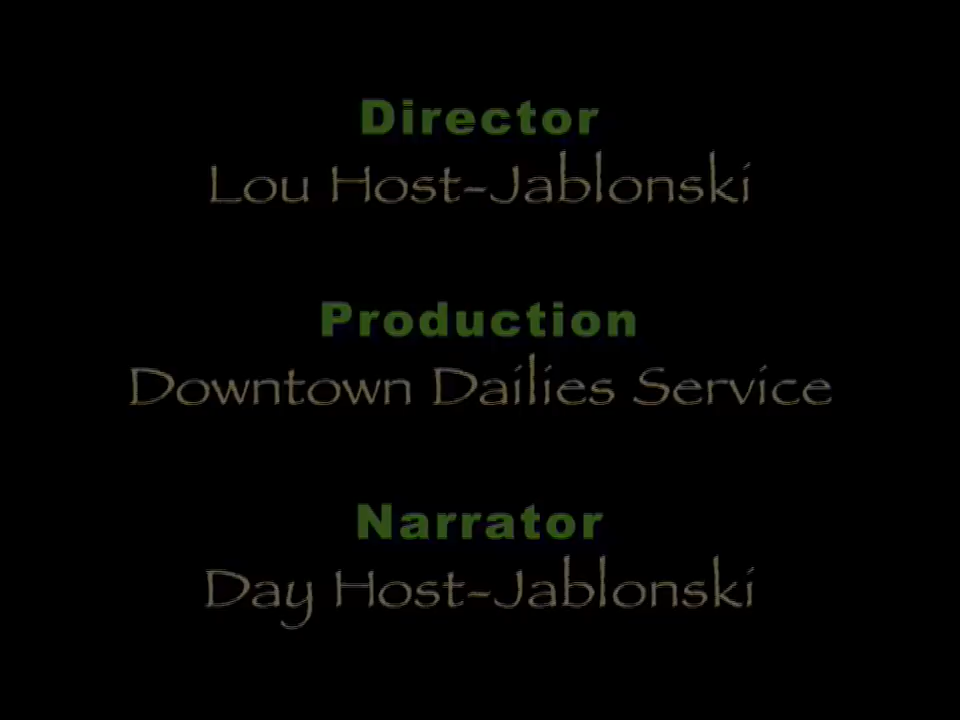 Director
Lou Host-Jablonski
Production
Downtown Dailies Service
Narrator
Day Host-Jablonski